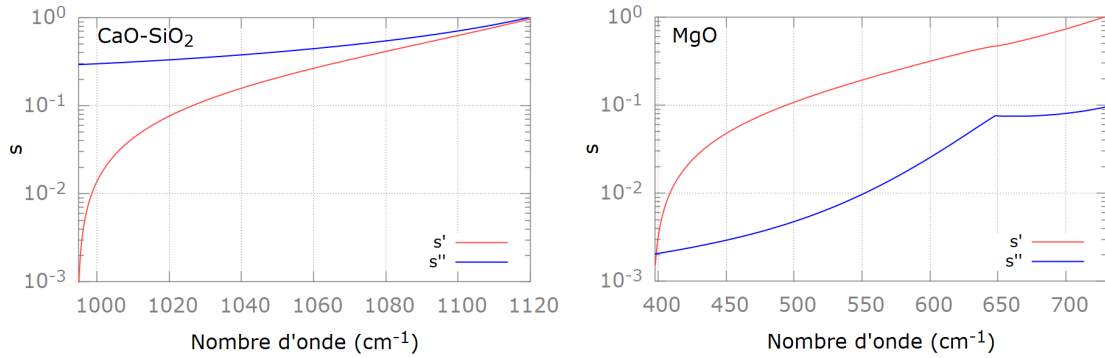 CaO-SiO₂
10⁰
10⁻¹
10⁻²
10⁻³
s
s'
s''
1000 1020 1040 1060 1080 1100 1120
Nombre d'onde (cm⁻¹)
MgO
10⁰
10⁻¹
10⁻²
10⁻³
s
s'
s''
400 450 500 550 600 650 700
Nombre d'onde (cm⁻¹)